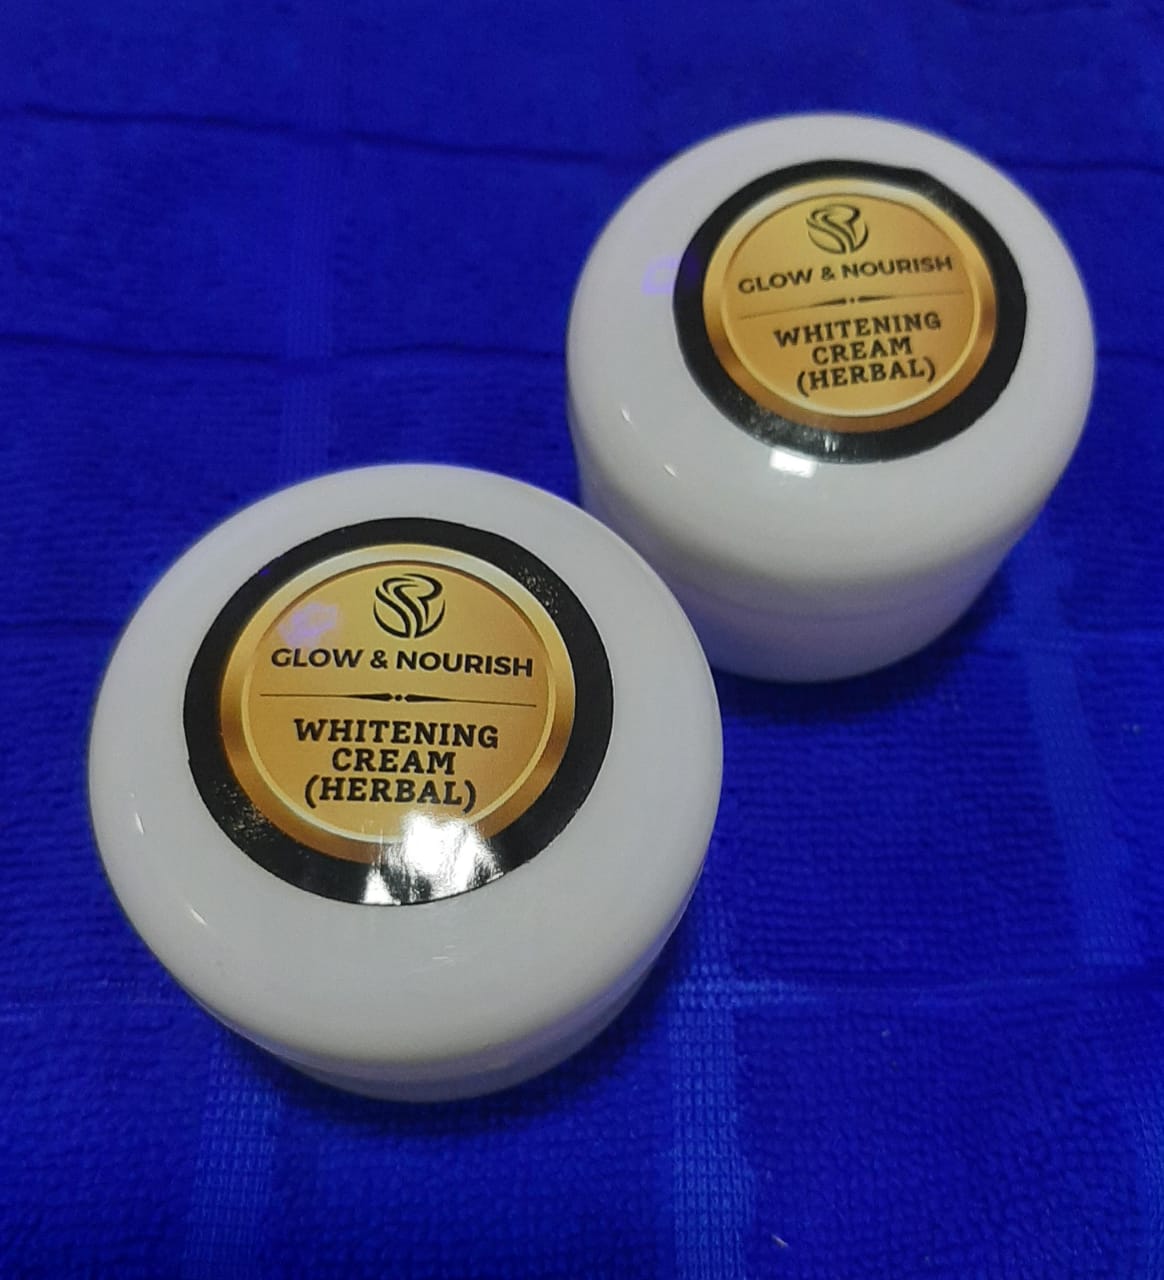 GLOW & NOURISH
WHITENING
CREAM
(HERBAL)
GLOW & NOURISH
WHITENING
CREAM
(HERBAL)